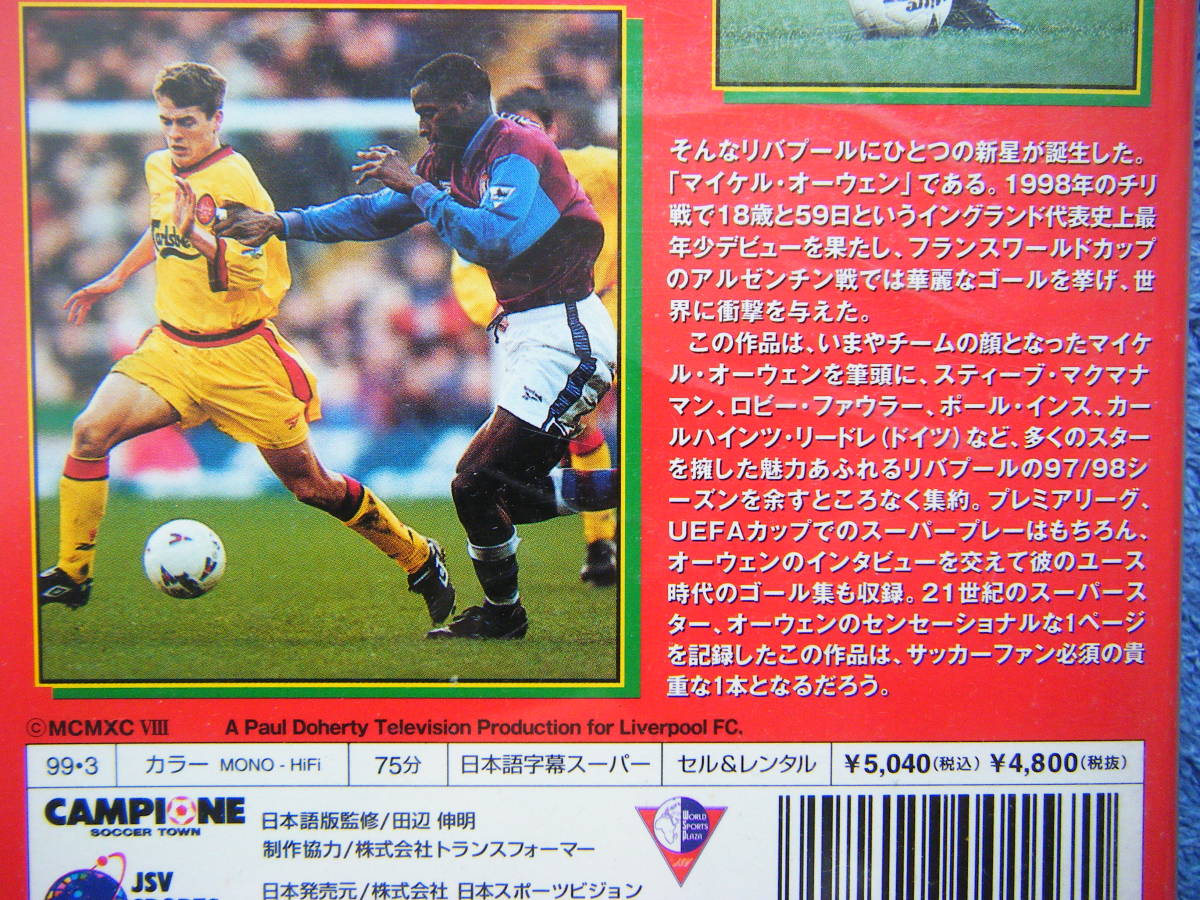 Carlsberg
そんなリバプールにひとつの新星が誕生した。
「マイケル・オーウェン」である。1998年のチリ
戦で18歳と59日というイングランド代表史上最
年少デビューを果たし、フランスワールドカップ
のアルゼンチン戦では華麗なゴールを挙げ、世
界に衝撃を与えた。
この作品は、いまやチームの顔となったマイケ
ル・オーウェンを筆頭に、スティーブ・マクマナ
マン、ロビー・ファウラー、ポール・インス、カー
ルハインツ・リードレ(ドイツ)など、多くのスター
を擁した魅力あふれるリバプールの97/98シ
ーズンを余すところなく集約。プレミアリーグ、
UEFAカップでのスーパープレーはもちろん、
オーウェンのインタビューを交えて彼のユース
時代のゴール集も収録。21世紀のスーパース
ター、オーウェンのセンセーショナルな1ページ
を記録したこの作品は、サッカーファン必須の貴
重な1本となるだろう。
©MCMXC VIII A Paul Doherty Television Production for Liverpool FC.
99・3 カラー MONO - HiFi 75分 日本語字幕スーパー セル&レンタル ¥5,040(税込) ¥4,800(税抜)
CAMPIONE
SOCCER TOWN
日本語版監修/田辺 伸明
制作協力/株式会社トランスフォーマー
日本発売元/株式会社 日本スポーツビジョン
JSV
SPORTS
WORLD
SPORTS
PLAZA
JSV